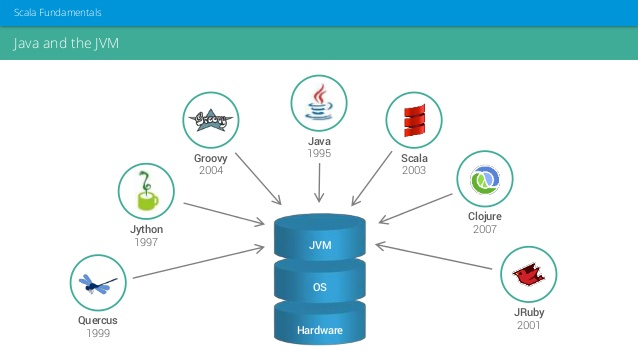 Scala Fundamentals
Java and the JVM
Java
1995
Groovy
2004
Scala
2003
Jython
1997
Clojure
2007
Quercus
1999
JRuby
2001
JVM
OS
Hardware
Groovy